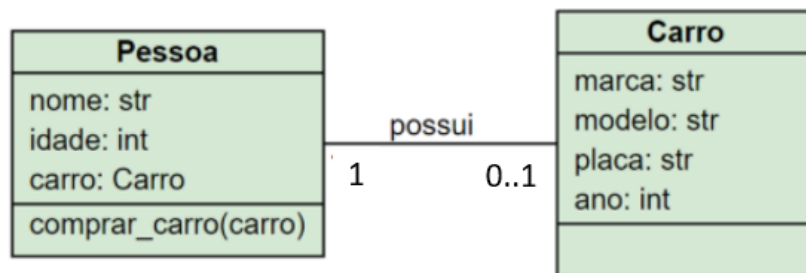 Pessoa
nome: str
idade: int
carro: Carro
comprar_carro(carro)
possui
1
0..1
Carro
marca: str
modelo: str
placa: str
ano: int